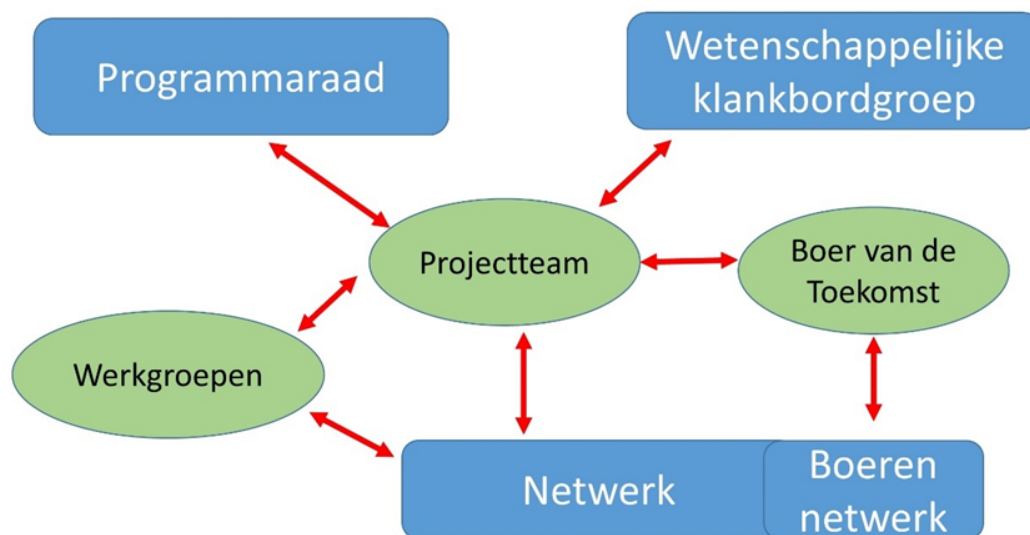 Programmaraad
Wetenschappelijke
klankbordgroep
Projectteam
Boer van de
Toekomst
Werkgroepen
Netwerk
Boeren
netwerk